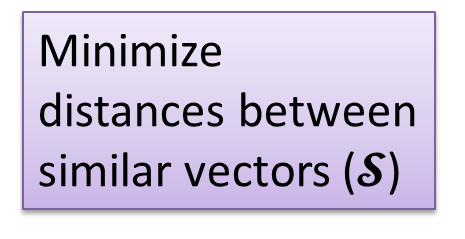 Minimize
distances between
similar vectors (𝓢)